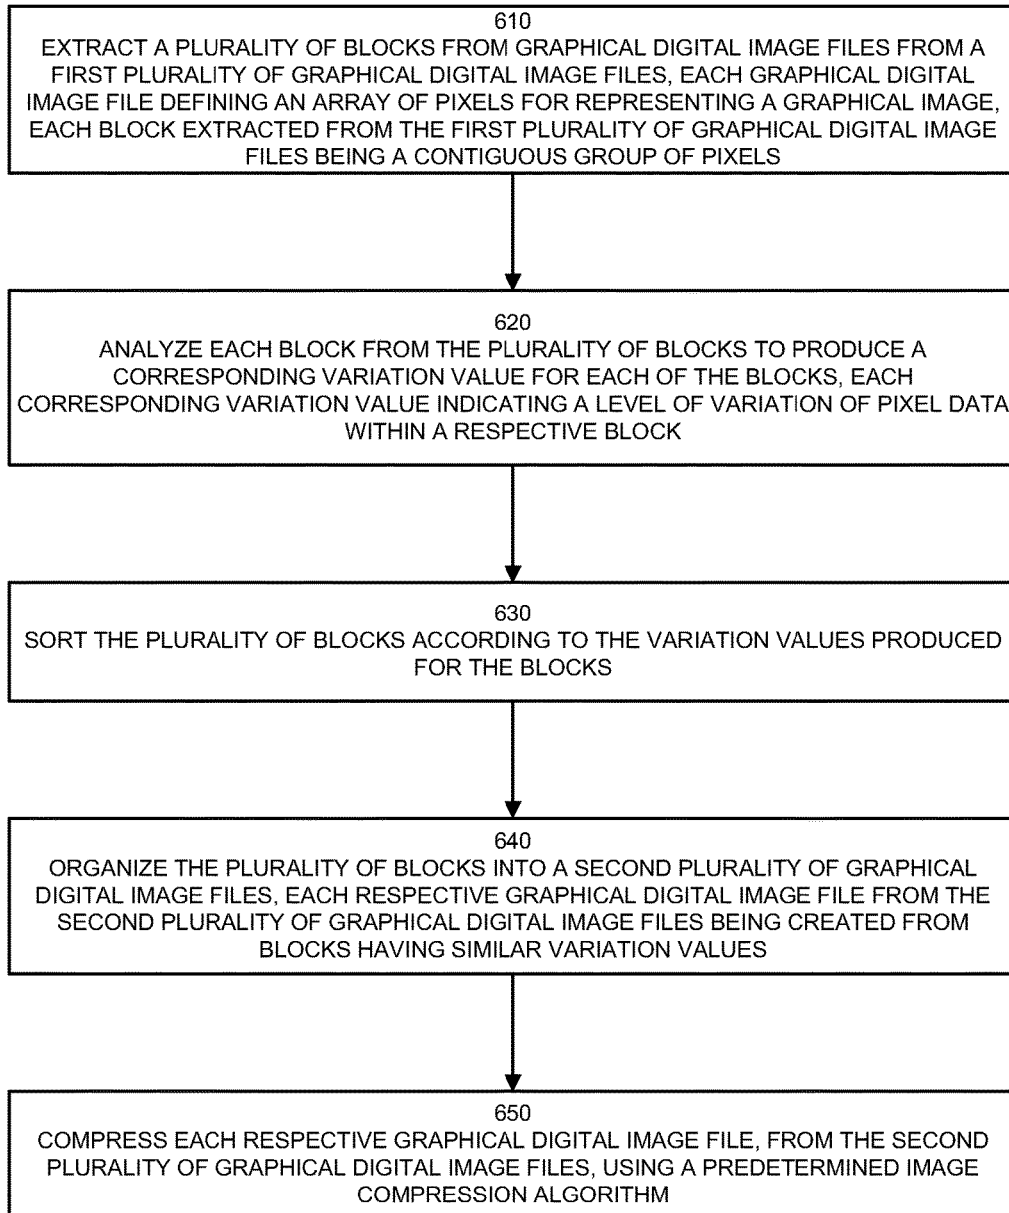 610
EXTRACT A PLURALITY OF BLOCKS FROM GRAPHICAL DIGITAL IMAGE FILES FROM A
FIRST PLURALITY OF GRAPHICAL DIGITAL IMAGE FILES, EACH GRAPHICAL DIGITAL
IMAGE FILE DEFINING AN ARRAY OF PIXELS FOR REPRESENTING A GRAPHICAL IMAGE,
EACH BLOCK EXTRACTED FROM THE FIRST PLURALITY OF GRAPHICAL DIGITAL IMAGE
FILES BEING A CONTIGUOUS GROUP OF PIXELS
620
ANALYZE EACH BLOCK FROM THE PLURALITY OF BLOCKS TO PRODUCE A
CORRESPONDING VARIATION VALUE FOR EACH OF THE BLOCKS, EACH
CORRESPONDING VARIATION VALUE INDICATING A LEVEL OF VARIATION OF PIXEL DATA
WITHIN A RESPECTIVE BLOCK
630
SORT THE PLURALITY OF BLOCKS ACCORDING TO THE VARIATION VALUES PRODUCED
FOR THE BLOCKS
640
ORGANIZE THE PLURALITY OF BLOCKS INTO A SECOND PLURALITY OF GRAPHICAL
DIGITAL IMAGE FILES, EACH RESPECTIVE GRAPHICAL DIGITAL IMAGE FILE FROM THE
SECOND PLURALITY OF GRAPHICAL DIGITAL IMAGE FILES BEING CREATED FROM
BLOCKS HAVING SIMILAR VARIATION VALUES
650
COMPRESS EACH RESPECTIVE GRAPHICAL DIGITAL IMAGE FILE, FROM THE SECOND
PLURALITY OF GRAPHICAL DIGITAL IMAGE FILES, USING A PREDETERMINED IMAGE
COMPRESSION ALGORITHM